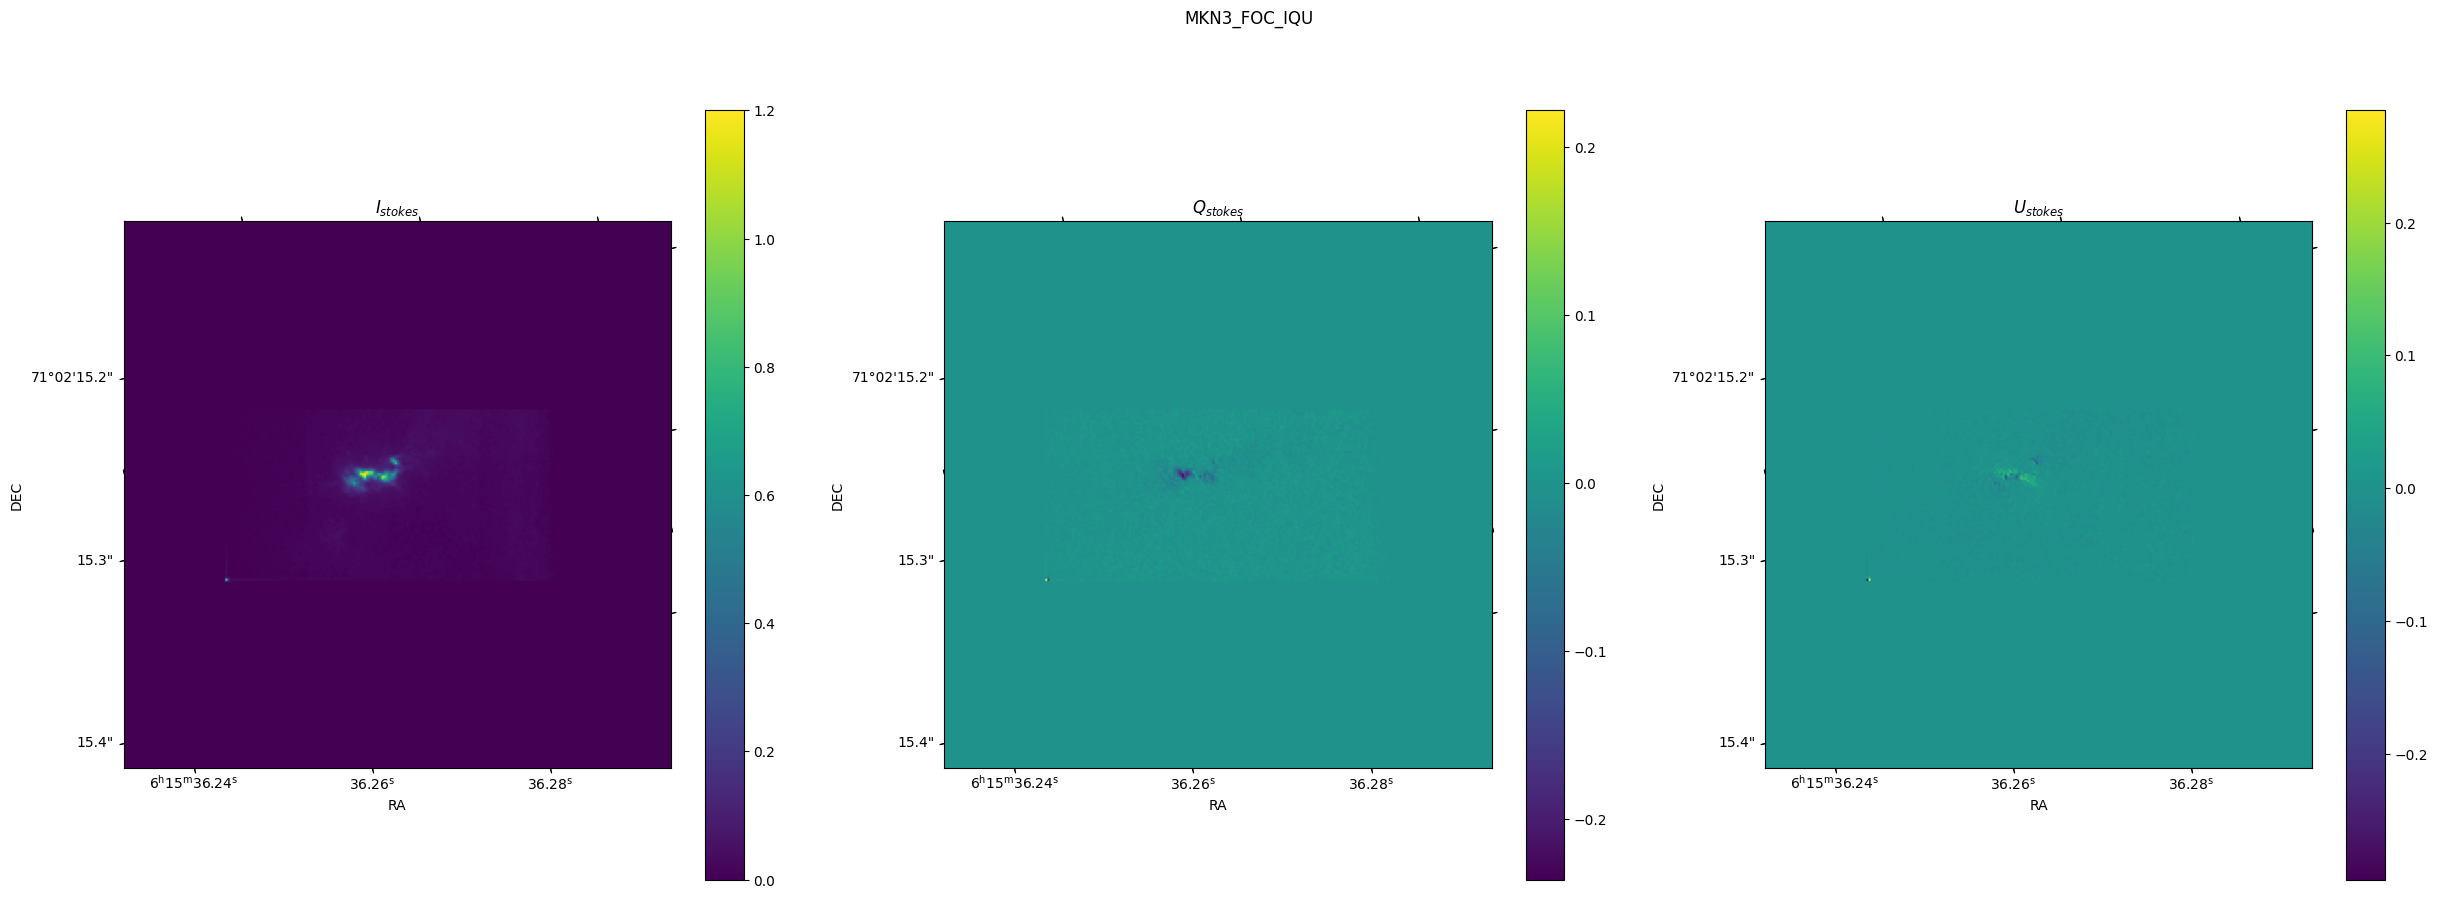 MKN3_FOC_IQU
I_stokes
1.2
1.0
0.8
0.6
0.4
0.2
0.0
71°02'15.2"
15.3"
15.4"
DEC
6ʰ15ᵐ36.24ˢ 36.26ˢ 36.28ˢ
RA
Q_stokes
0.2
0.1
0.0
−0.1
−0.2
71°02'15.2"
15.3"
15.4"
DEC
6ʰ15ᵐ36.24ˢ 36.26ˢ 36.28ˢ
RA
U_stokes
0.2
0.1
0.0
−0.1
−0.2
71°02'15.2"
15.3"
15.4"
DEC
6ʰ15ᵐ36.24ˢ 36.26ˢ 36.28ˢ
RA